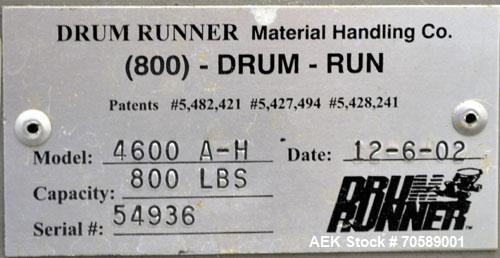 DRUM RUNNER Material Handling Co.
(800) - DRUM - RUN
Patents #5,482,421 #5,427,494 #5,428,241
Model: 4600 A-H Date: 12-6-02
Capacity: 800 LBS
Serial #: 54936
DRUM
RUNNER™
AEK Stock # 70589001